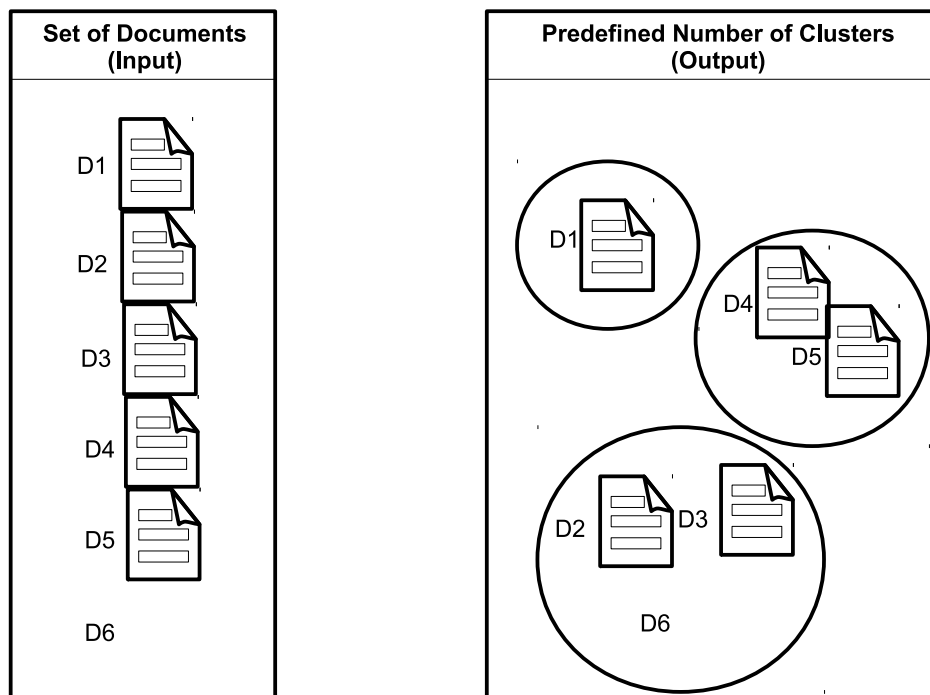 Set of Documents
(Input)
D1
D2
D3
D4
D5
D6
Predefined Number of Clusters
(Output)
D1
D4
D5
D2
D3
D6